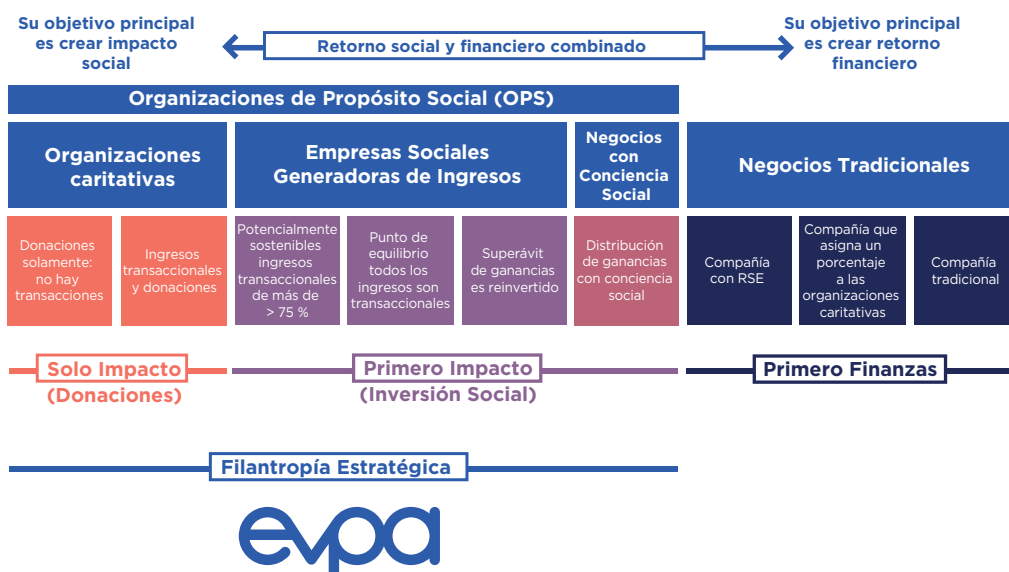 Su objetivo principal
es crear impacto
social
Retorno social y financiero combinado
Su objetivo principal
es crear retorno
financiero
Organizaciones de Propósito Social (OPS)
Organizaciones
caritativas
Empresas Sociales
Generadoras de Ingresos
Negocios
con
Conciencia
Social
Negocios Tradicionales
Donaciones
solamente:
no hay
transacciones
Ingresos
transaccionales
y donaciones
Potencialmente
sostenibles
ingresos
transaccionales
de más de
> 75 %
Punto de
equilibrio
todos los
ingresos son
transaccionales
Superávit
de ganancias
es reinvertido
Distribución
de ganancias
con conciencia
social
Compañía
con RSE
Compañía que
asigna un
porcentaje
a las
organizaciones
caritativas
Compañía
tradicional
Solo Impacto
(Donaciones)
Primero Impacto
(Inversión Social)
Primero Finanzas
Filantropía Estratégica
evpa